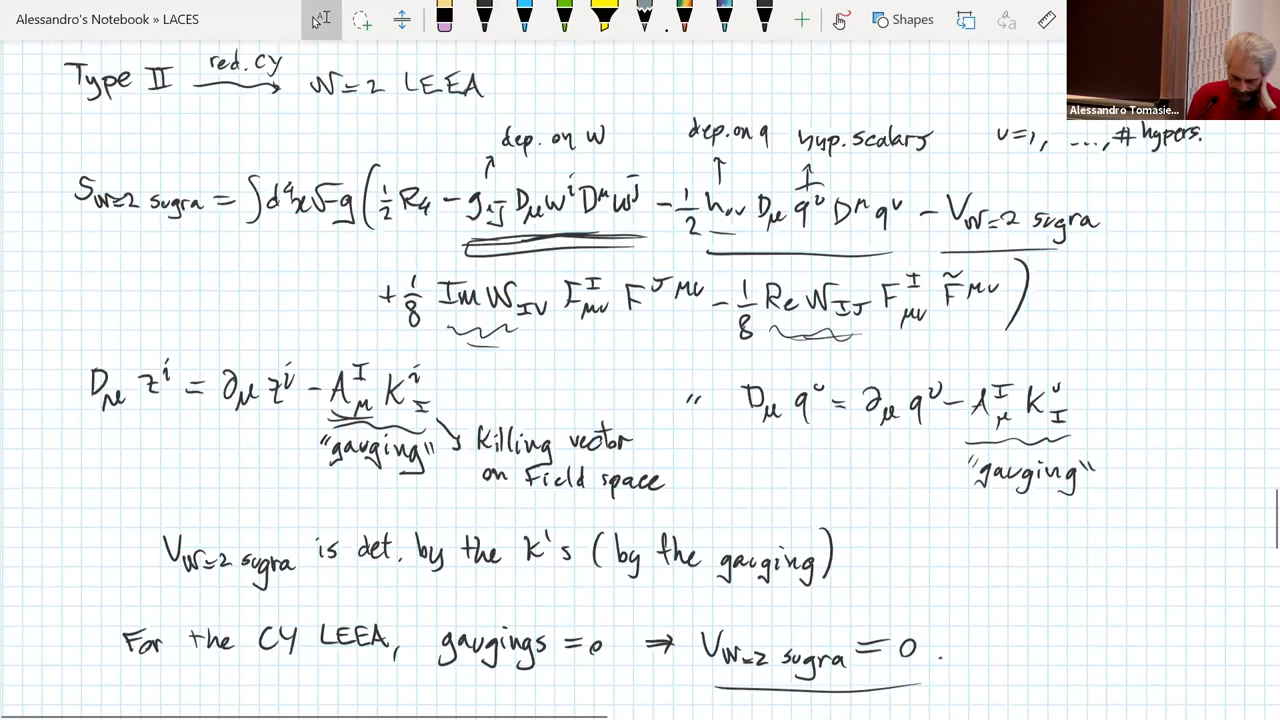 Alessandro's Notebook » LACES
Shapes
Alessandro Tomasie...
Type II red. CY → N=2 LEEA
dep. on w dep. on q hyp. scalars u=1, ..., # hypers.
S_{N=2 sugra} = ∫d⁴x√-g (½ R₄ - g_{iJ̄} D_μ w^i D^μ w^{J̄} - ½ h_{uv} D_μ q^u D^μ q^v - V_{N=2 sugra}
+ ⅛ Im N_{IJ} F^I_{μν} F^{J μν} - ⅛ Re N_{IJ} F^I_{μν} F̃^{μν})
D_μ z^i = ∂_μ z^i - A^I_μ K^i_I " D_μ q^u = ∂_μ q^u - A^I_μ K^u_I
"gauging" Killing vector "gauging"
on Field space
V_{N=2 sugra} is det. by the K's (by the gauging)
For the CY LEEA, gaugings = 0 ⇒ V_{N=2 sugra} = 0.